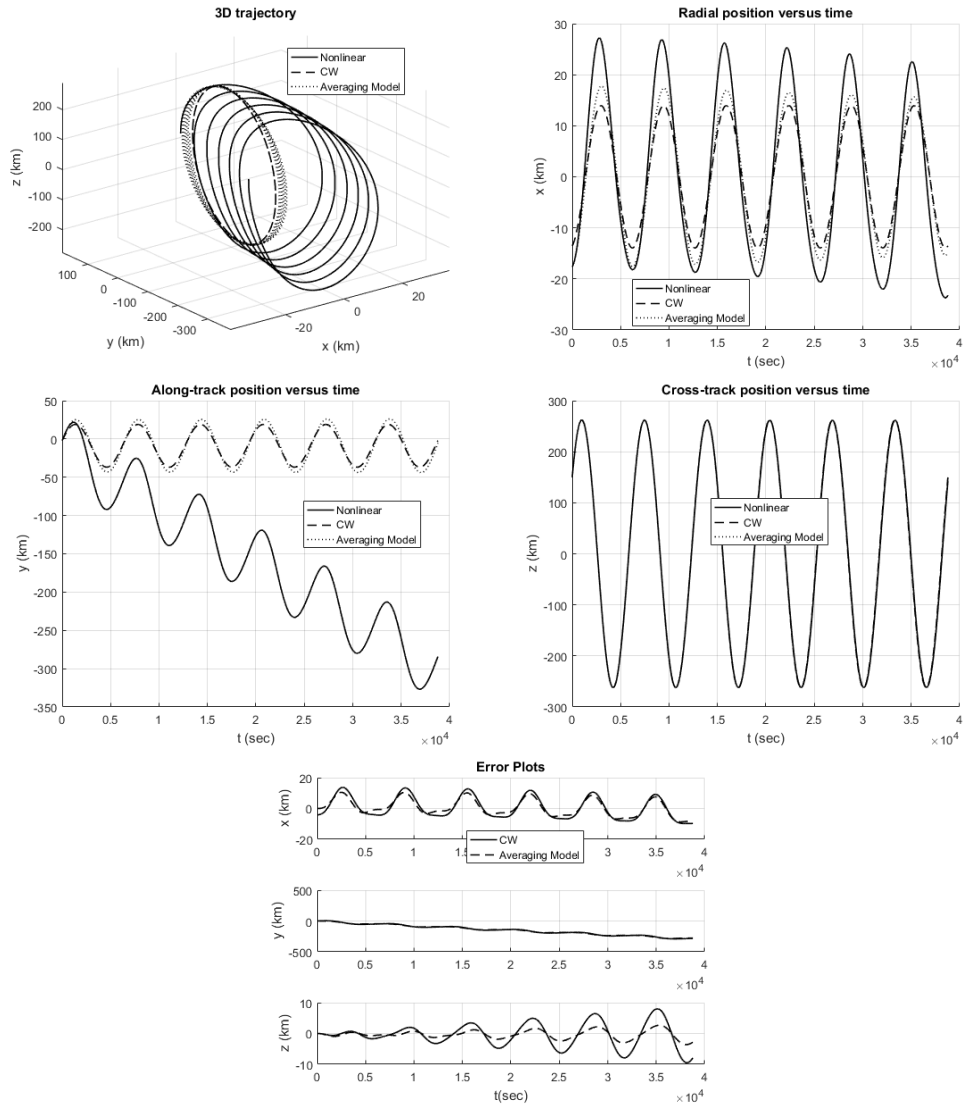 3D trajectory
Nonlinear
CW
Averaging Model
200
100
0
-100
-200
z (km)
100
0
-100
-200
-300
y (km)
-20
0
20
x (km)
Radial position versus time
30
20
10
0
-10
-20
-30
x (km)
Nonlinear
CW
Averaging Model
0 0.5 1 1.5 2 2.5 3 3.5 4
t (sec)
× 10^4
Along-track position versus time
50
0
-50
-100
-150
-200
-250
-300
-350
y (km)
Nonlinear
CW
Averaging Model
0 0.5 1 1.5 2 2.5 3 3.5 4
t (sec)
× 10^4
Cross-track position versus time
300
200
100
0
-100
-200
-300
z (km)
Nonlinear
CW
Averaging Model
0 0.5 1 1.5 2 2.5 3 3.5 4
t (sec)
× 10^4
Error Plots
20
0
-20
x (km)
CW
Averaging Model
0 0.5 1 1.5 2 2.5 3 3.5 4
× 10^4
500
0
-500
y (km)
0 0.5 1 1.5 2 2.5 3 3.5 4
× 10^4
10
0
-10
z (km)
0 0.5 1 1.5 2 2.5 3 3.5 4
t(sec)
× 10^4